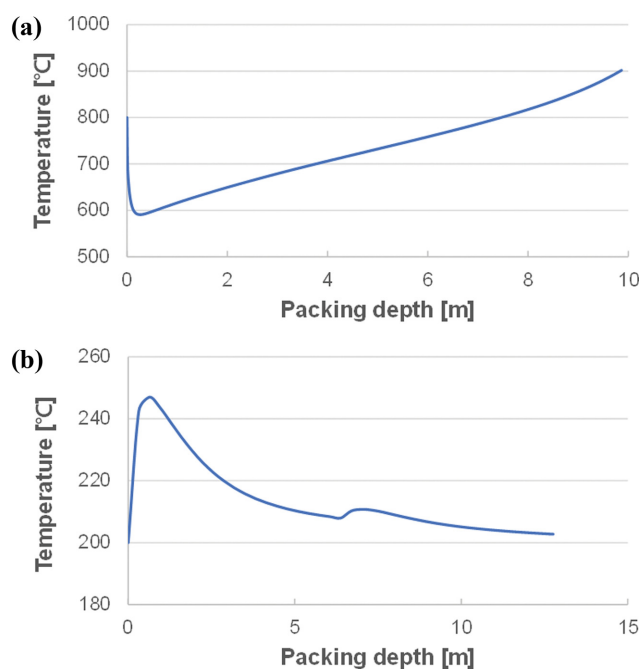 (a)
1000
900
800
700
600
500
Temperature [℃]
0 2 4 6 8 10
Packing depth [m]
(b)
260
240
220
200
180
Temperature [℃]
0 5 10 15
Packing depth [m]